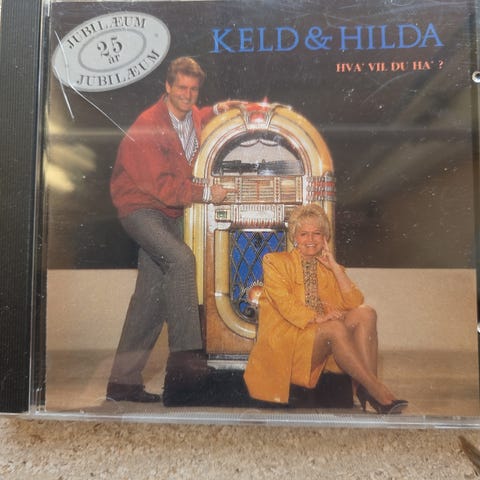 JUBILÆUM
25
år
JUBILÆUM
KELD & HILDA
HVA' VIL DU HA' ?